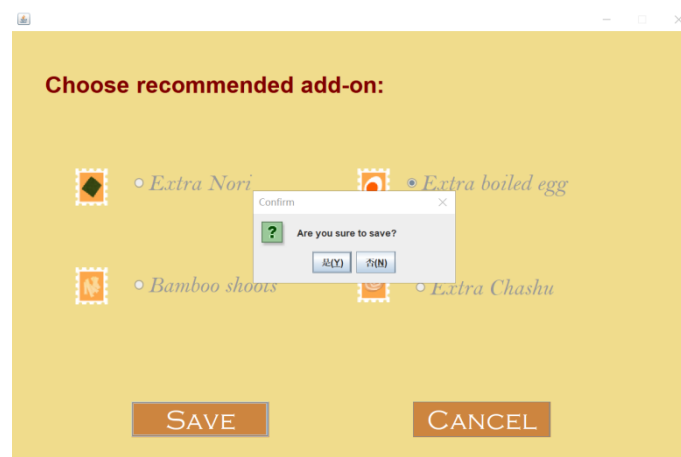 Choose recommended add-on:
Extra Nori
Extra boiled egg
Confirm
Are you sure to save?
是(Y)
否(N)
Bamboo shoots
Extra Chashu
SAVE
CANCEL